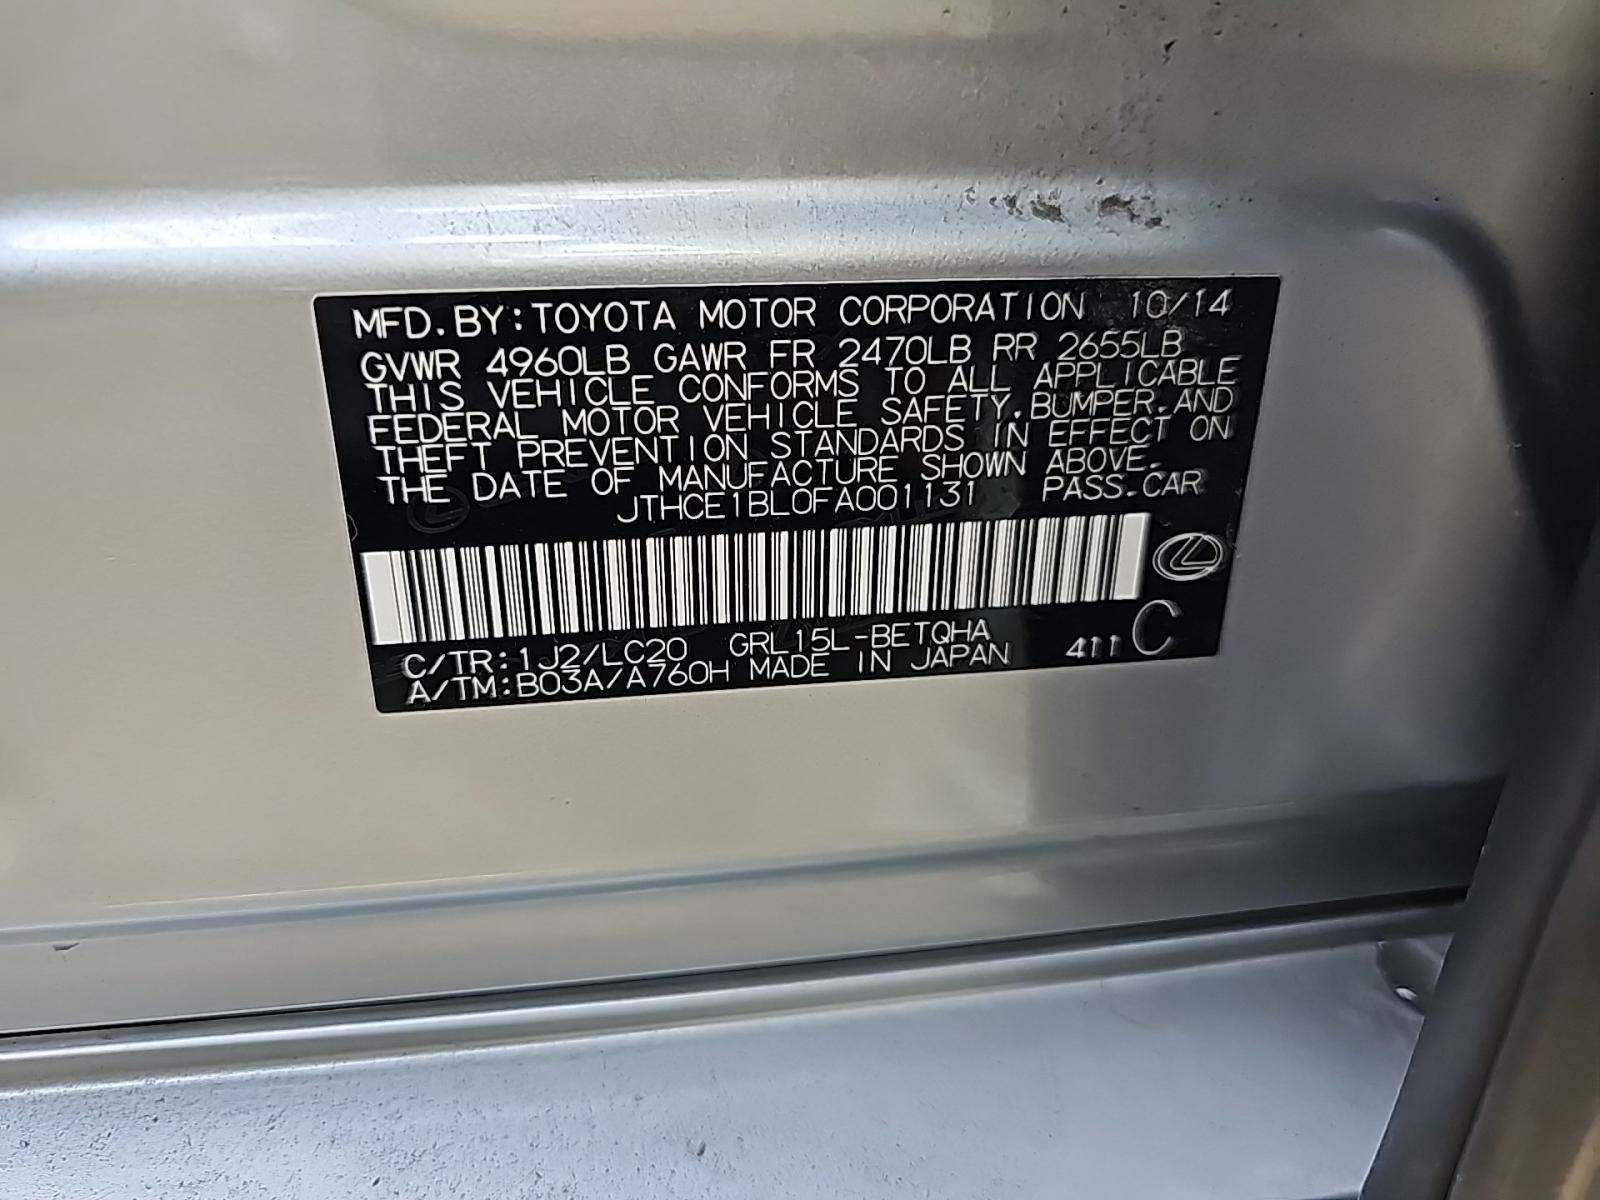 MFD. BY: TOYOTA MOTOR CORPORATION 10/14
GVWR 4960LB GAWR FR 2470LB RR 2655LB
THIS VEHICLE CONFORMS TO ALL APPLICABLE
FEDERAL MOTOR VEHICLE SAFETY, BUMPER, AND
THEFT PREVENTION STANDARDS IN EFFECT ON
THE DATE OF MANUFACTURE SHOWN ABOVE.
JTHCE1BL0FA001131 PASS. CAR
C/TR: 1J2/LC20 GRL15L-BETQHA
A/TM: B03A/A760H MADE IN JAPAN 411 C